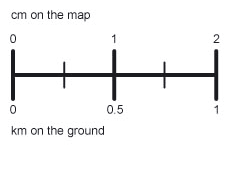 cm on the map
0 1 2
0 0.5 1
km on the ground